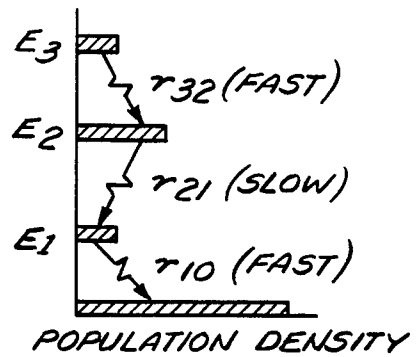 E3
r32 (FAST)
E2
r21 (SLOW)
E1
r10 (FAST)
POPULATION DENSITY